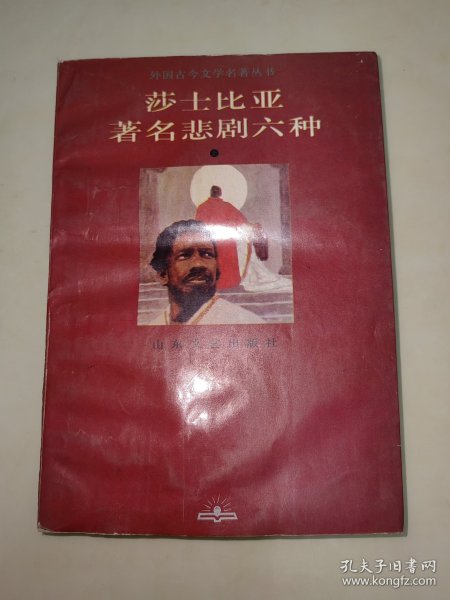 外国古今文学名著丛书
莎士比亚
著名悲剧六种
山东文艺出版社
孔夫子旧书网
www.kongfz.com